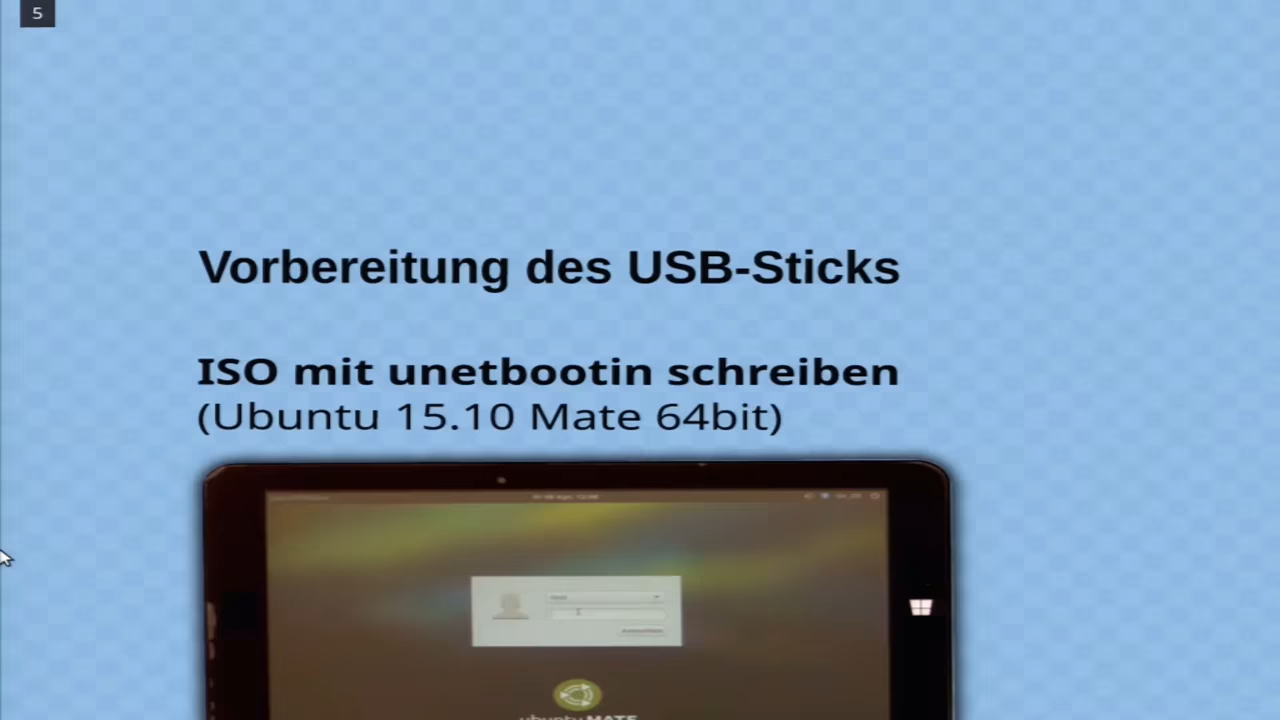 5
Vorbereitung des USB-Sticks
ISO mit unetbootin schreiben
(Ubuntu 15.10 Mate 64bit)
ubuntu MATE